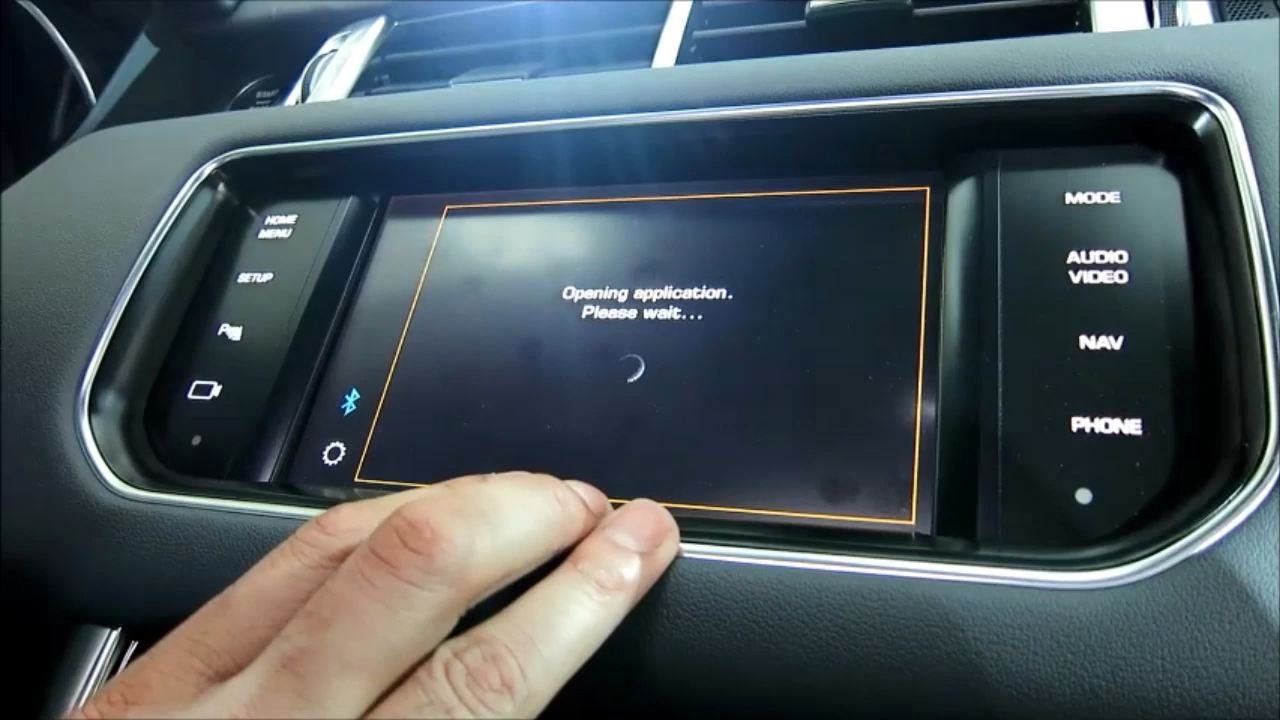 HOME
MENU
SETUP
Opening application.
Please wait...
MODE
AUDIO
VIDEO
NAV
PHONE